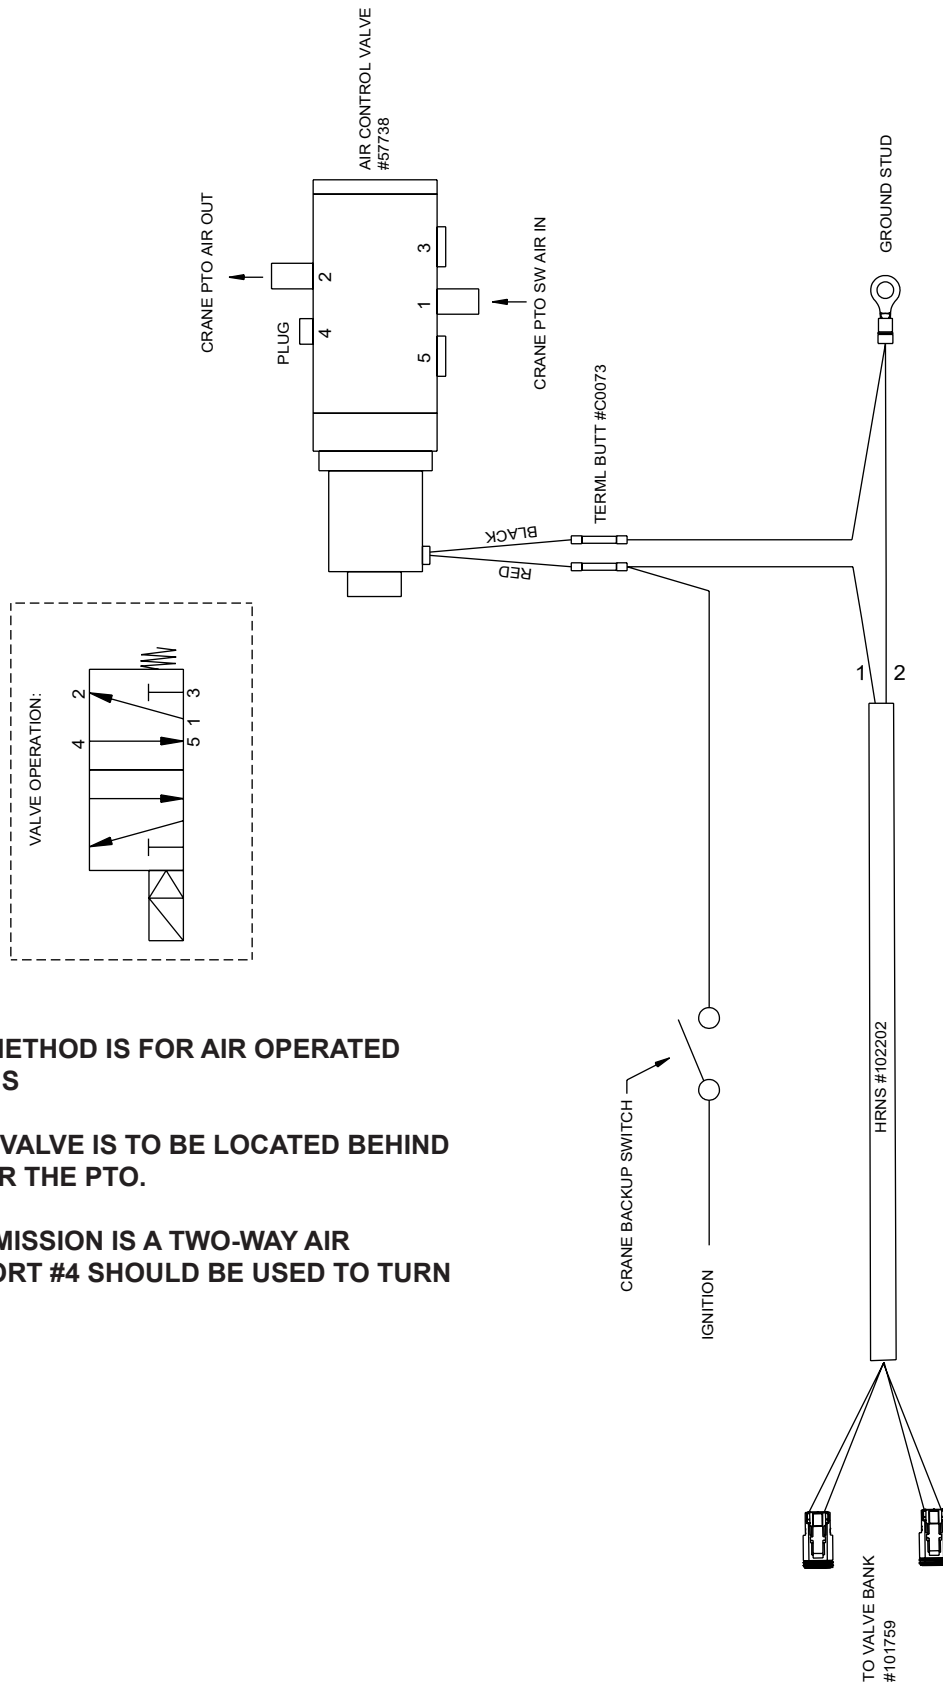 AIR CONTROL VALVE
#57738
CRANE PTO AIR OUT
PLUG
2
4
3
1
5
CRANE PTO SW AIR IN
GROUND STUD
TERML BUTT #C0073
BLACK
RED
VALVE OPERATION:
2
4
3
1
5
1
2
METHOD IS FOR AIR OPERATED
S
VALVE IS TO BE LOCATED BEHIND
R THE PTO.
MISSION IS A TWO-WAY AIR
ORT #4 SHOULD BE USED TO TURN
CRANE BACKUP SWITCH
IGNITION
HRNS #102202
TO VALVE BANK
#101759